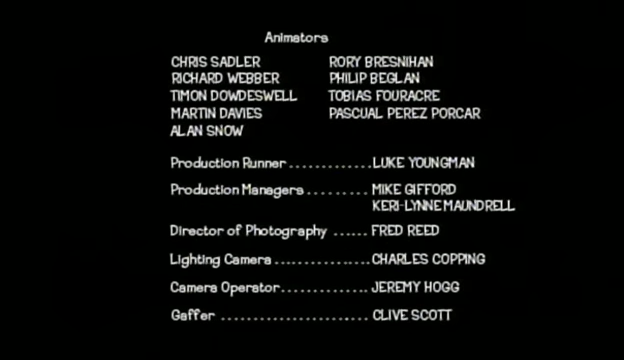 Animators
CHRIS SADLER RORY BRESNIHAN
RICHARD WEBBER PHILIP BEGLAN
TIMON DOWDESWELL TOBIAS FOURACRE
MARTIN DAVIES PASCUAL PEREZ PORCAR
ALAN SNOW
Production Runner.............LUKE YOUNGMAN
Production Managers.........MIKE GIFFORD
KERI-LYNNE MAUNDRELL
Director of Photography ......FRED REED
Lighting Camera ...............CHARLES COPPING
Camera Operator..............JEREMY HOGG
Gaffer ........................CLIVE SCOTT